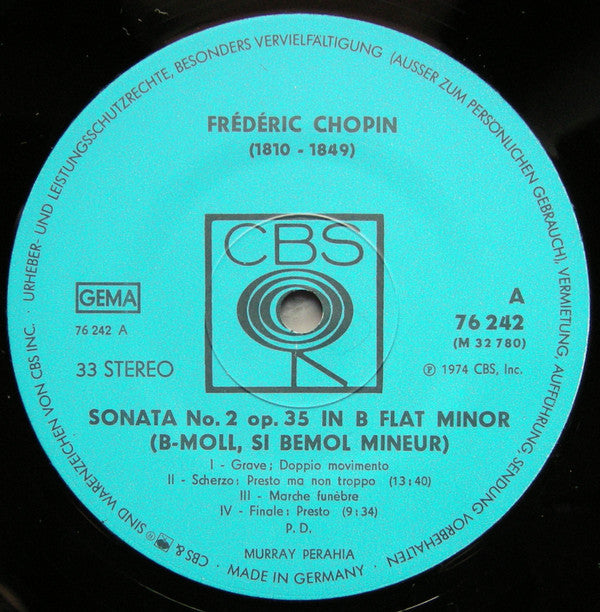 URHEBER- UND LEISTUNGSSCHUTZRECHTE, BESONDERS VERVIELFÄLTIGUNG (AUSSER ZUM PERSÖNLICHEN GEBRAUCH), VERMIETUNG, AUFFÜHRUNG, SENDUNG VORBEHALTEN
FRÉDÉRIC CHOPIN
(1810 - 1849)
CBS
GEMA
76 242 A
33 STEREO
A
76 242
(M 32 780)
℗ 1974 CBS, Inc.
SONATA No. 2 op. 35 IN B FLAT MINOR
(B-MOLL, SI BEMOL MINEUR)
I - Grave; Doppio movimento
II - Scherzo: Presto ma non troppo (13:40)
III - Marche funèbre
IV - Finale: Presto (9:34)
P. D.
MURRAY PERAHIA
CBS & ® SIND WARENZEICHEN VON CBS INC. ·
· MADE IN GERMANY ·